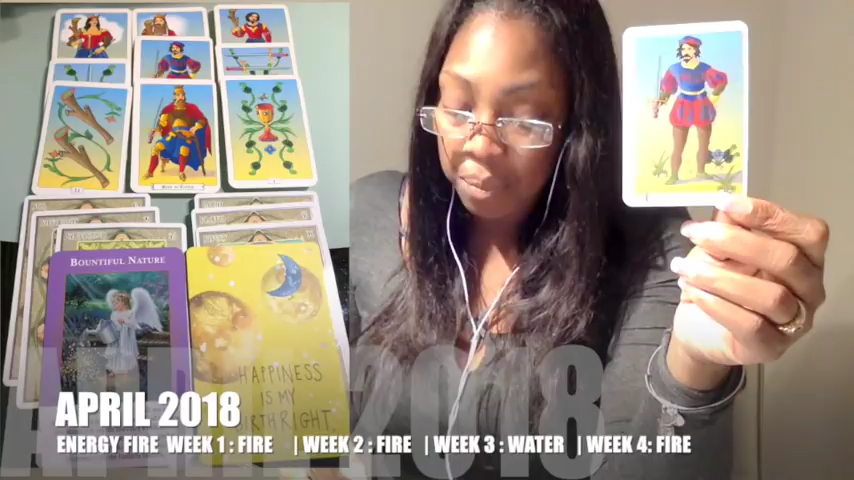 BOUNTIFUL NATURE
HAPPINESS
IS MY
BIRTHRIGHT.
APRIL 2018
ENERGY FIRE WEEK 1 : FIRE | WEEK 2 : FIRE | WEEK 3 : WATER | WEEK 4: FIRE